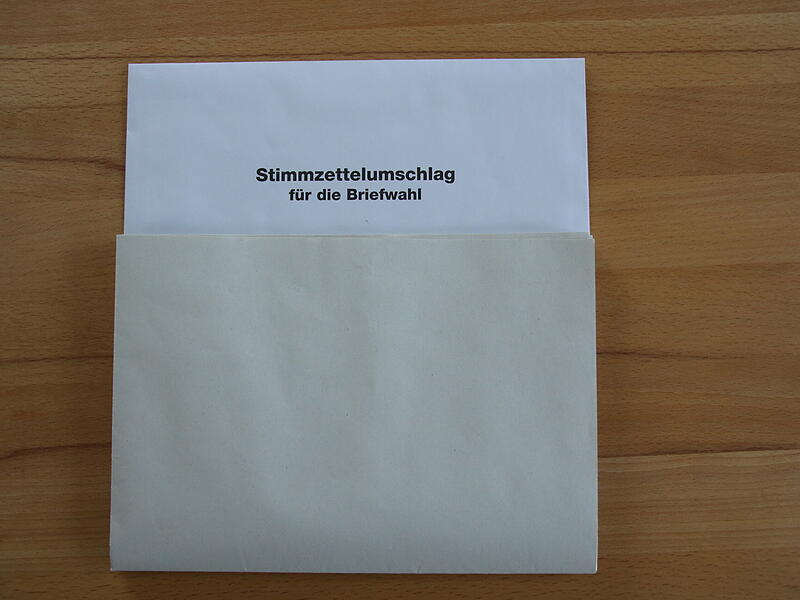 Stimmzettelumschlag
für die Briefwahl